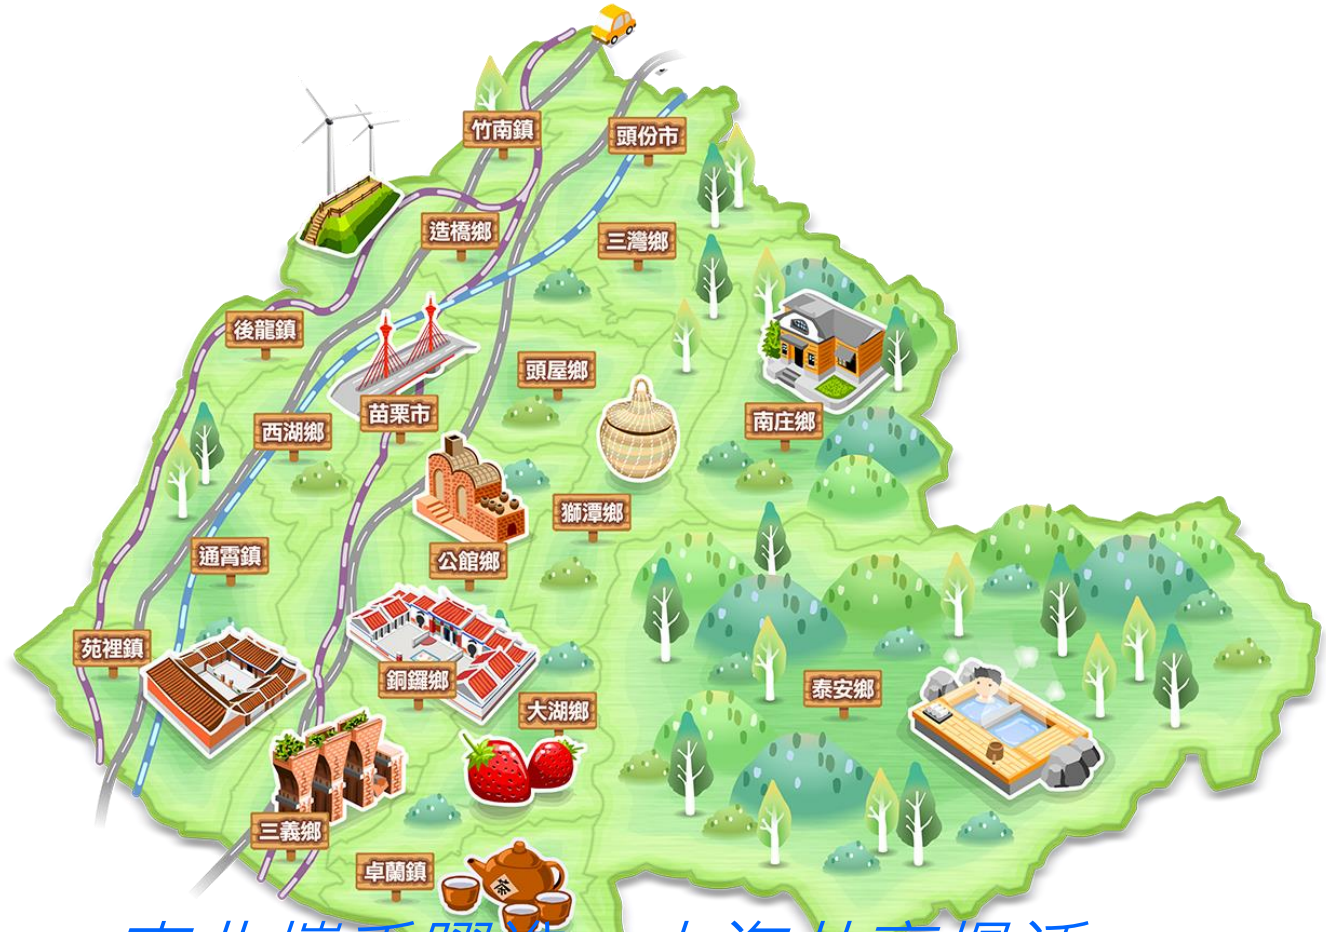 竹南鎮
頭份市
造橋鄉
三灣鄉
後龍鎮
頭屋鄉
苗栗市
西湖鄉
南庄鄉
獅潭鄉
通霄鎮
公館鄉
苑裡鎮
銅鑼鄉
泰安鄉
大湖鄉
三義鄉
卓蘭鎮
茶